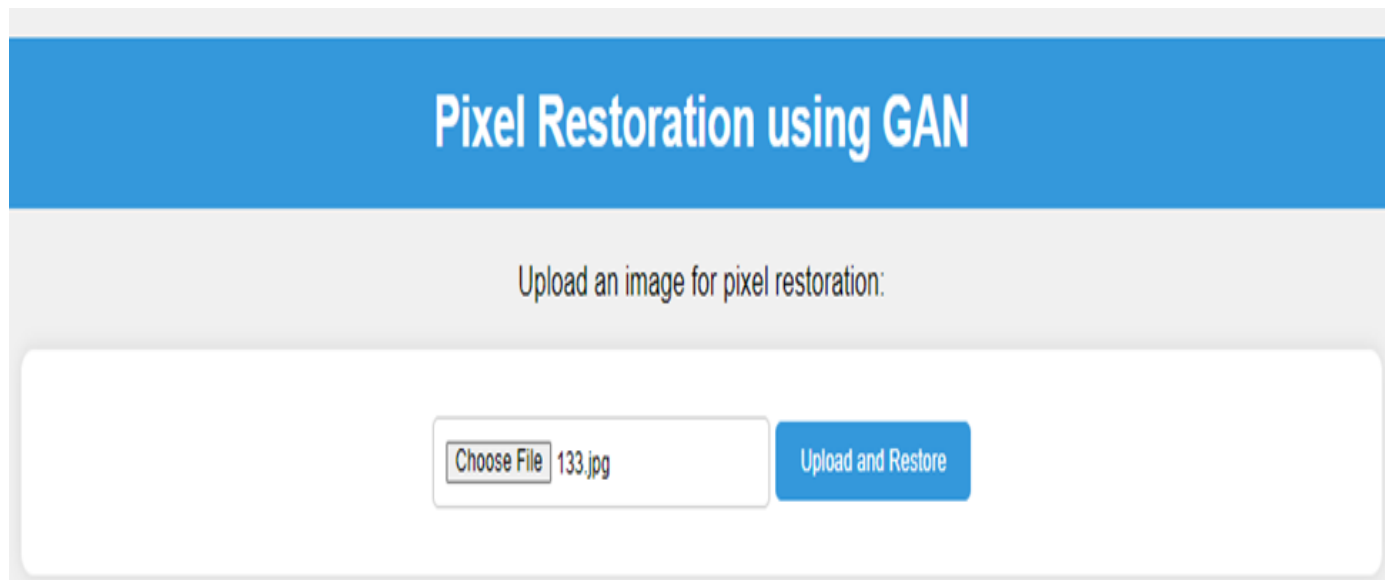 Pixel Restoration using GAN
Upload an image for pixel restoration:
Choose File 133.jpg Upload and Restore